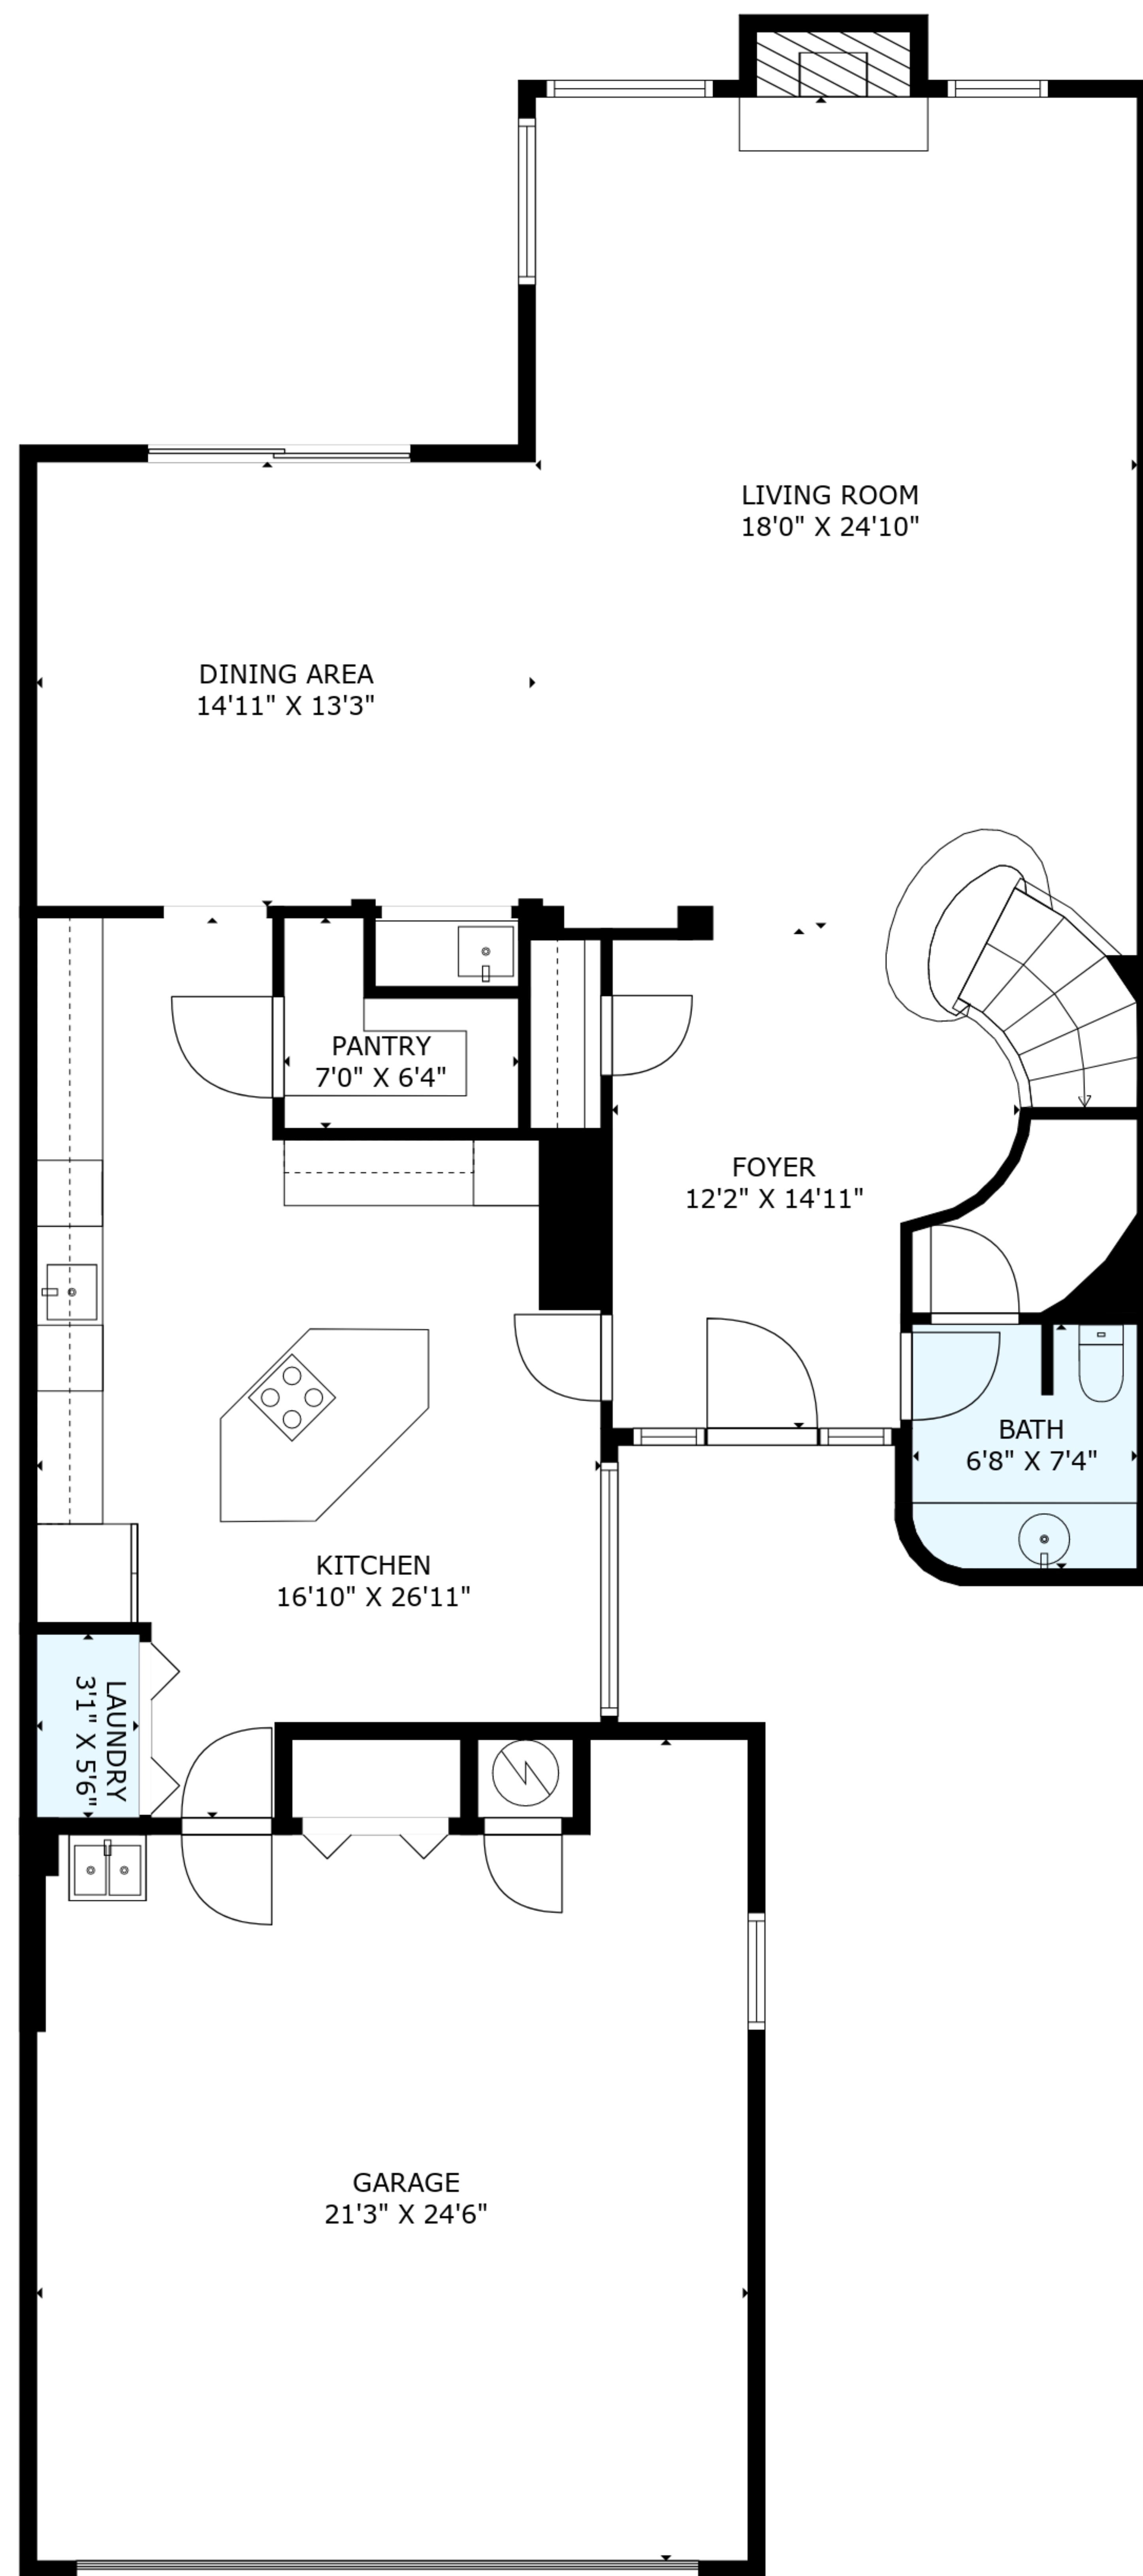 LIVING ROOM
18'0" X 24'10"
DINING AREA
14'11" X 13'3"
PANTRY
7'0" X 6'4"
FOYER
12'2" X 14'11"
BATH
6'8" X 7'4"
KITCHEN
16'10" X 26'11"
LAUNDRY
3'1" X 5'6"
GARAGE
21'3" X 24'6"